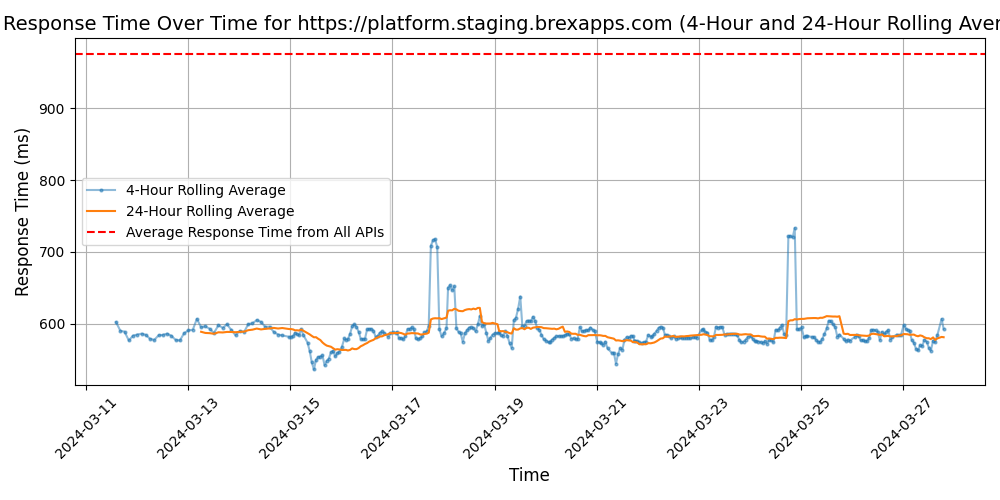 Response Time Over Time for https://platform.staging.brexapps.com (4-Hour and 24-Hour Rolling Aver
Response Time (ms)
900
800
700
600
4-Hour Rolling Average
24-Hour Rolling Average
Average Response Time from All APIs
2024-03-11
2024-03-13
2024-03-15
2024-03-17
2024-03-19
2024-03-21
2024-03-23
2024-03-25
2024-03-27
Time